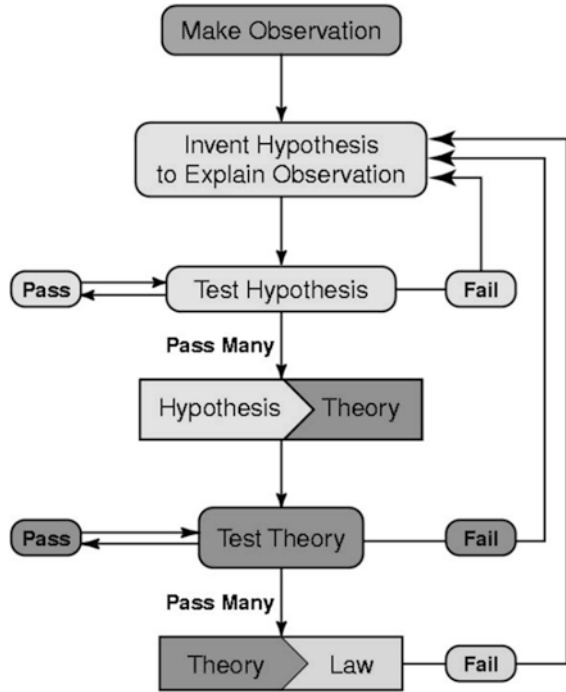 Make Observation
Invent Hypothesis
to Explain Observation
Pass
Test Hypothesis
Fail
Pass Many
Hypothesis
Theory
Pass
Test Theory
Fail
Pass Many
Theory
Law
Fail